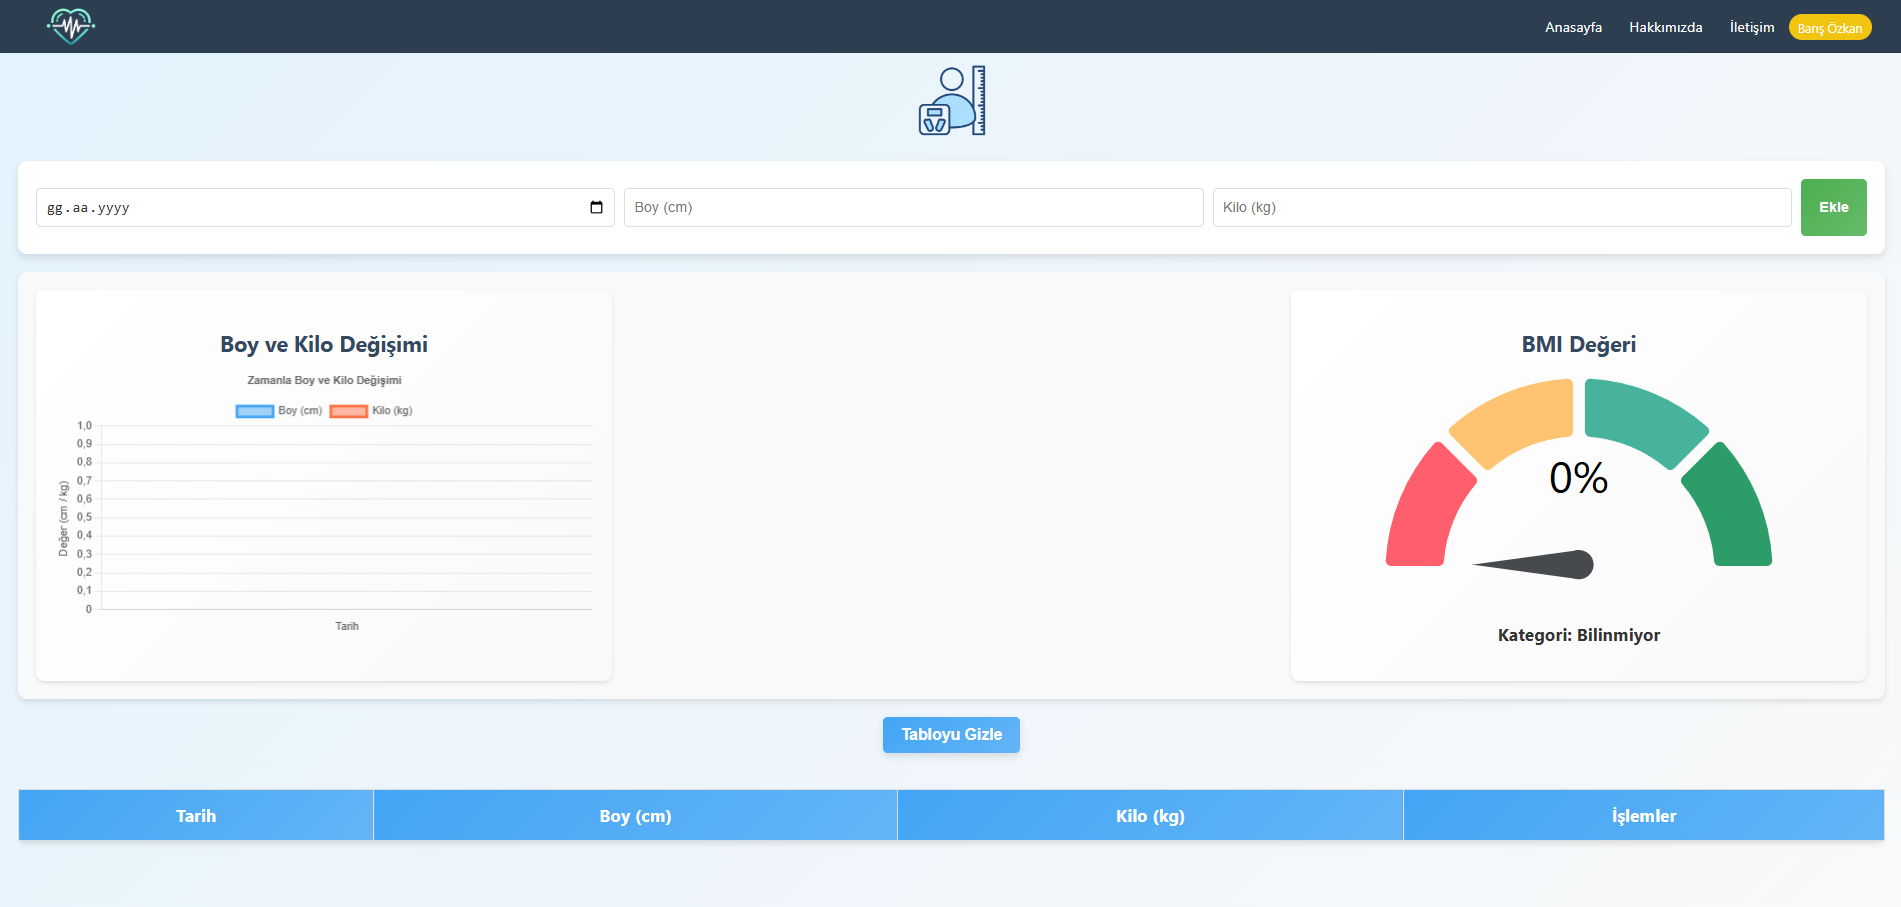 Anasayfa Hakkımızda İletişim Barış Özkan
gg.aa.yyyy Boy (cm) Kilo (kg) Ekle
Boy ve Kilo Değişimi
Zamanla Boy ve Kilo Değişimi
Boy (cm) Kilo (kg)
1,0
0,9
0,8
0,7
0,6
0,5
0,4
0,3
0,2
0,1
0
Değer (cm / kg)
Tarih
BMI Değeri
0%
Kategori: Bilinmiyor
Tabloyu Gizle
Tarih Boy (cm) Kilo (kg) İşlemler